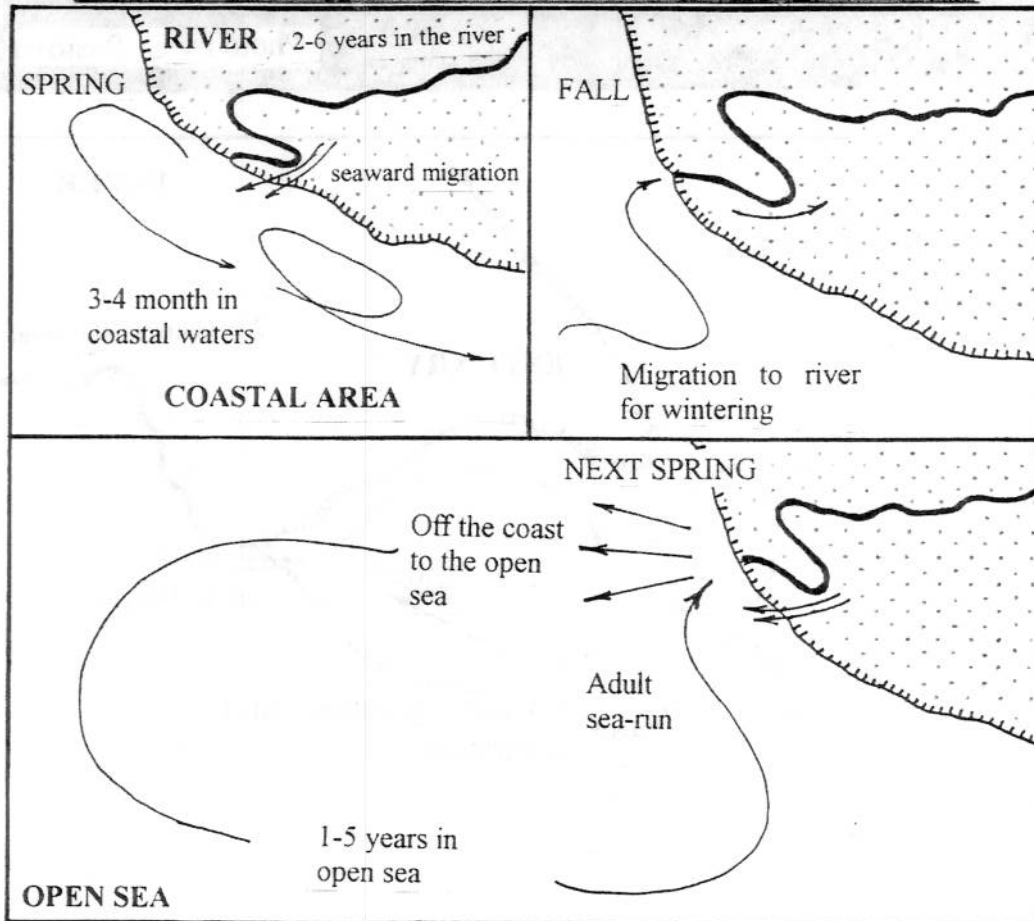 RIVER 2-6 years in the river
SPRING
seaward migration
3-4 month in
coastal waters
COASTAL AREA
FALL
Migration to river
for wintering
NEXT SPRING
Off the coast
to the open
sea
Adult
sea-run
1-5 years in
open sea
OPEN SEA